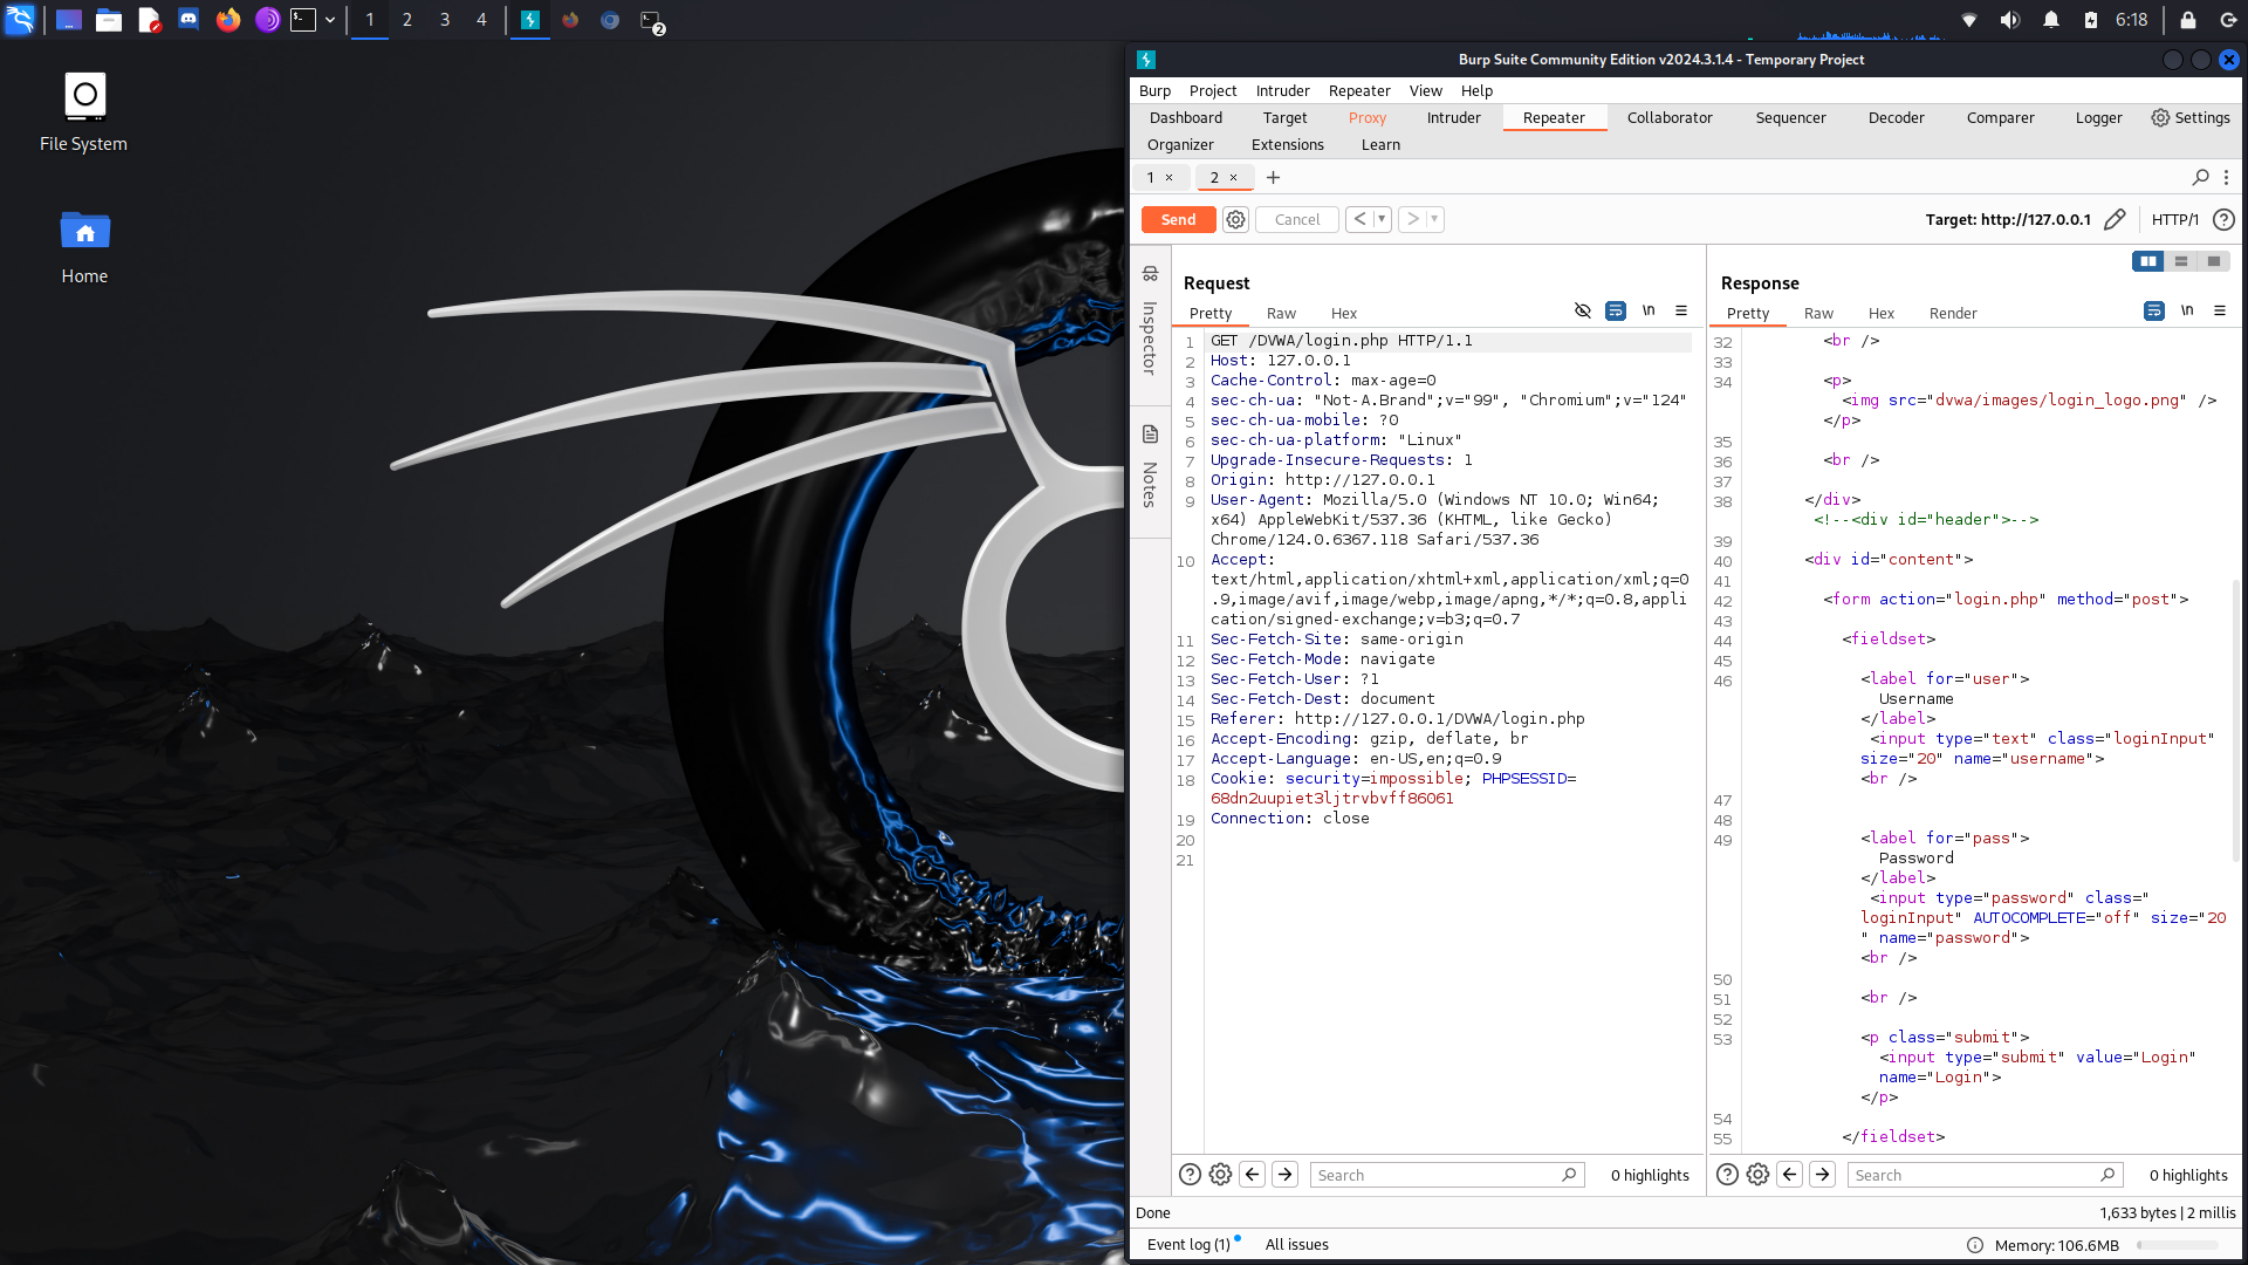 1
2
3
4
2
6:18
File System
Home
Burp Suite Community Edition v2024.3.1.4 - Temporary Project
Burp Project Intruder Repeater View Help
Dashboard Target Proxy Intruder Repeater Collaborator Sequencer Decoder Comparer Logger Settings
Organizer Extensions Learn
1 × 2 × +
Send Cancel < > Target: http://127.0.0.1 HTTP/1 ?
Inspector
Notes
Request
Pretty Raw Hex \n
1 GET /DVWA/login.php HTTP/1.1
2 Host: 127.0.0.1
3 Cache-Control: max-age=0
4 sec-ch-ua: "Not-A.Brand";v="99", "Chromium";v="124"
5 sec-ch-ua-mobile: ?0
6 sec-ch-ua-platform: "Linux"
7 Upgrade-Insecure-Requests: 1
8 Origin: http://127.0.0.1
9 User-Agent: Mozilla/5.0 (Windows NT 10.0; Win64;
x64) AppleWebKit/537.36 (KHTML, like Gecko)
Chrome/124.0.6367.118 Safari/537.36
10 Accept:
text/html,application/xhtml+xml,application/xml;q=0
.9,image/avif,image/webp,image/apng,*/*;q=0.8,appli
cation/signed-exchange;v=b3;q=0.7
11 Sec-Fetch-Site: same-origin
12 Sec-Fetch-Mode: navigate
13 Sec-Fetch-User: ?1
14 Sec-Fetch-Dest: document
15 Referer: http://127.0.0.1/DVWA/login.php
16 Accept-Encoding: gzip, deflate, br
17 Accept-Language: en-US,en;q=0.9
18 Cookie: security=impossible; PHPSESSID=
68dn2uupiet3ljtrvbvff86061
19 Connection: close
20
21
? Search 0 highlights
Response
Pretty Raw Hex Render \n
32 <br />
33
34 <p>
<img src="dvwa/images/login_logo.png" />
</p>
35
36 <br />
37
38 </div>
<!--<div id="header">-->
39
40 <div id="content">
41
42 <form action="login.php" method="post">
43
44 <fieldset>
45
46 <label for="user">
Username
</label>
<input type="text" class="loginInput"
size="20" name="username">
<br />
47
48
49 <label for="pass">
Password
</label>
<input type="password" class="
loginInput" AUTOCOMPLETE="off" size="20
" name="password">
<br />
50
51 <br />
52
53 <p class="submit">
<input type="submit" value="Login"
name="Login">
</p>
54
55 </fieldset>
? Search 0 highlights
Done 1,633 bytes | 2 millis
Event log (1) All issues Memory: 106.6MB